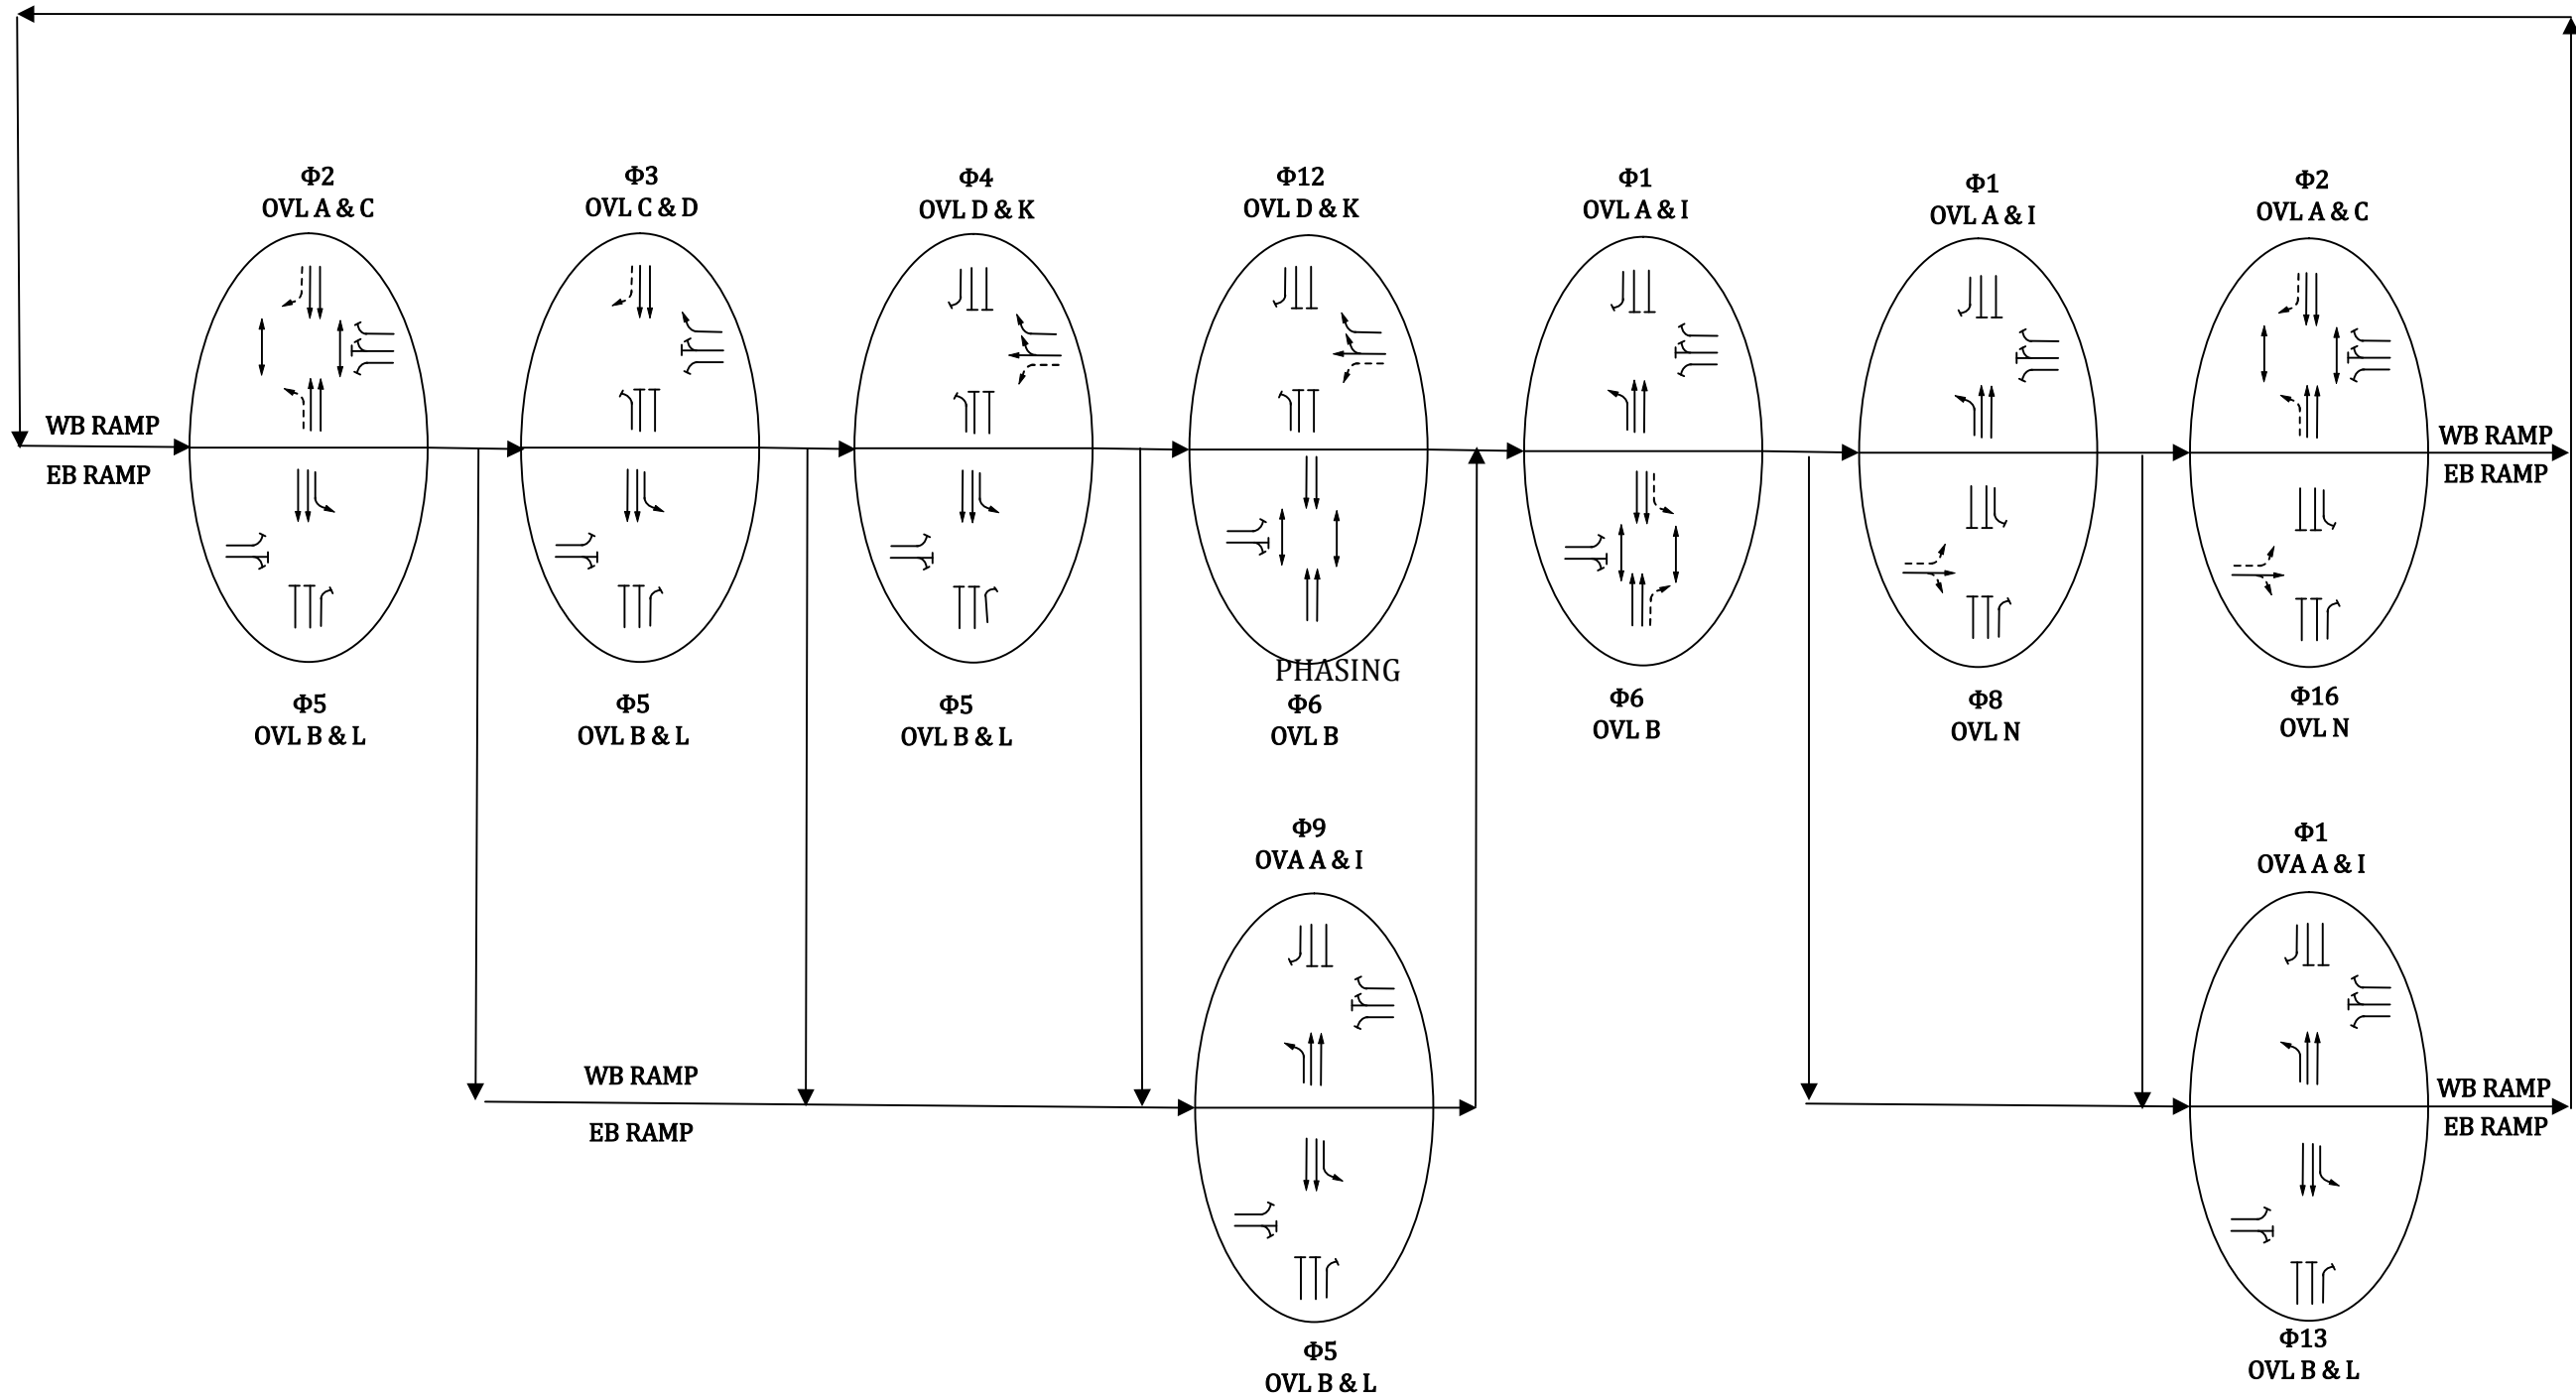 Φ2
OVL A & C
Φ3
OVL C & D
Φ4
OVL D & K
Φ12
OVL D & K
Φ1
OVL A & I
Φ1
OVL A & I
Φ2
OVL A & C
WB RAMP
EB RAMP
WB RAMP
EB RAMP
PHASING
Φ5
OVL B & L
Φ5
OVL B & L
Φ5
OVL B & L
Φ6
OVL B
Φ6
OVL B
Φ8
OVL N
Φ16
OVL N
Φ9
OVA A & I
Φ1
OVA A & I
WB RAMP
EB RAMP
WB RAMP
EB RAMP
Φ5
OVL B & L
Φ13
OVL B & L